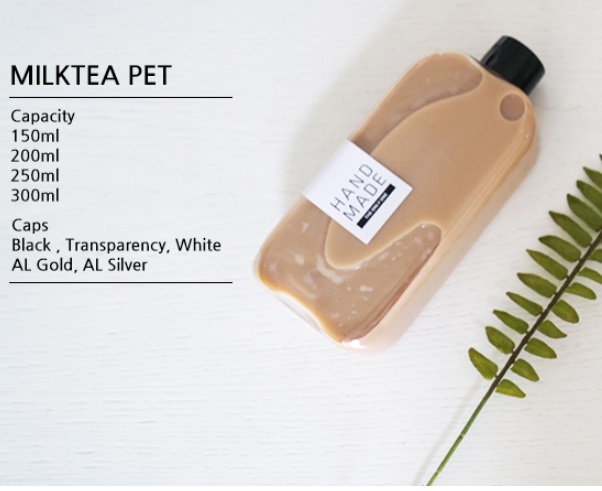 MILKTEA PET
Capacity
150ml
200ml
250ml
300ml
Caps
Black , Transparency, White
AL Gold, AL Silver
HAND
MADE